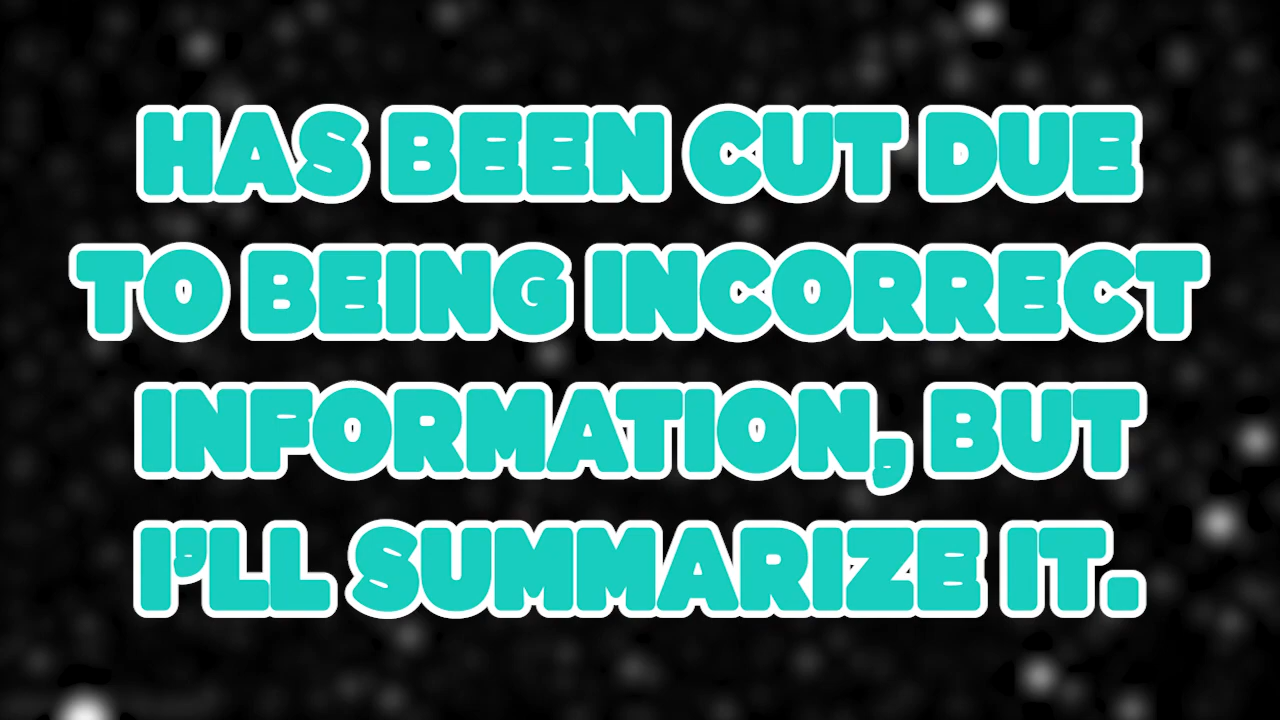 HAS BEEN CUT DUE
TO BEING INCORRECT
INFORMATION, BUT
I'LL SUMMARIZE IT.